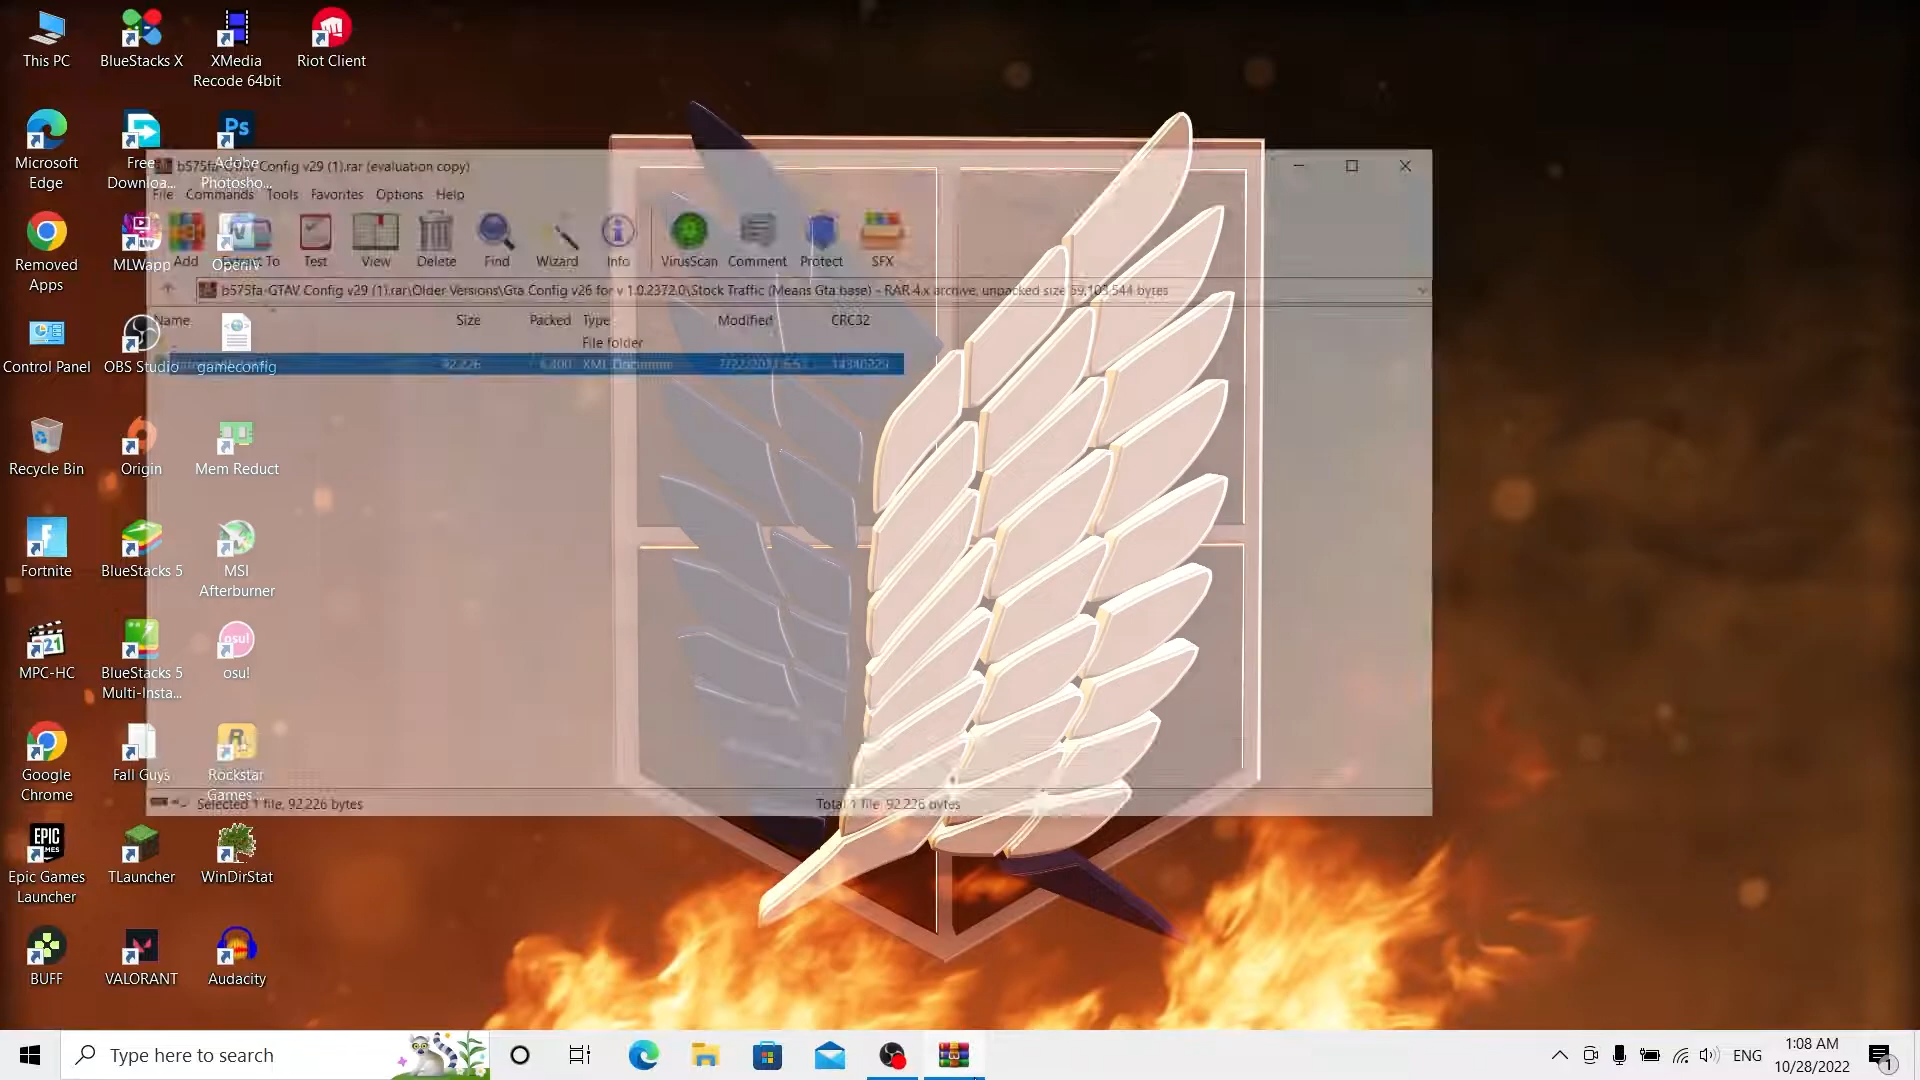 This PC
BlueStacks X
XMedia
Recode 64bit
Riot Client
Microsoft
Edge
Free
Downloa...
Adobe
Photosho...
b575fa-GTAV Config v29 (1).rar (evaluation copy)
File Commands Tools Favorites Options Help
Removed
Apps
MLWapp
OpenIV
Add
Extract To
Test
View
Delete
Find
Wizard
Info
VirusScan
Comment
Protect
SFX
b575fa-GTAV Config v29 (1).rar\Older Versions\Gta Config v26 for v 1.0.2372.0\Stock Traffic (Means Gta base) - RAR 4.x archive, unpacked size 59,103,544 bytes
Name Size Packed Type Modified CRC32
File folder
92,226 XML Document
Control Panel
OBS Studio
gameconfig
Recycle Bin
Origin
Mem Reduct
Fortnite
BlueStacks 5
MSI
Afterburner
MPC-HC
BlueStacks 5
Multi-Insta...
osu!
osu!
Google
Chrome
Fall Guys
Rockstar
Games
Selected 1 file, 92,226 bytes
Total 1 file, 92,226 bytes
Epic Games
Launcher
TLauncher
WinDirStat
BUFF
VALORANT
Audacity
Ps
321
EPIC
GAMES
Type here to search
ENG
1:08 AM
10/28/2022
1